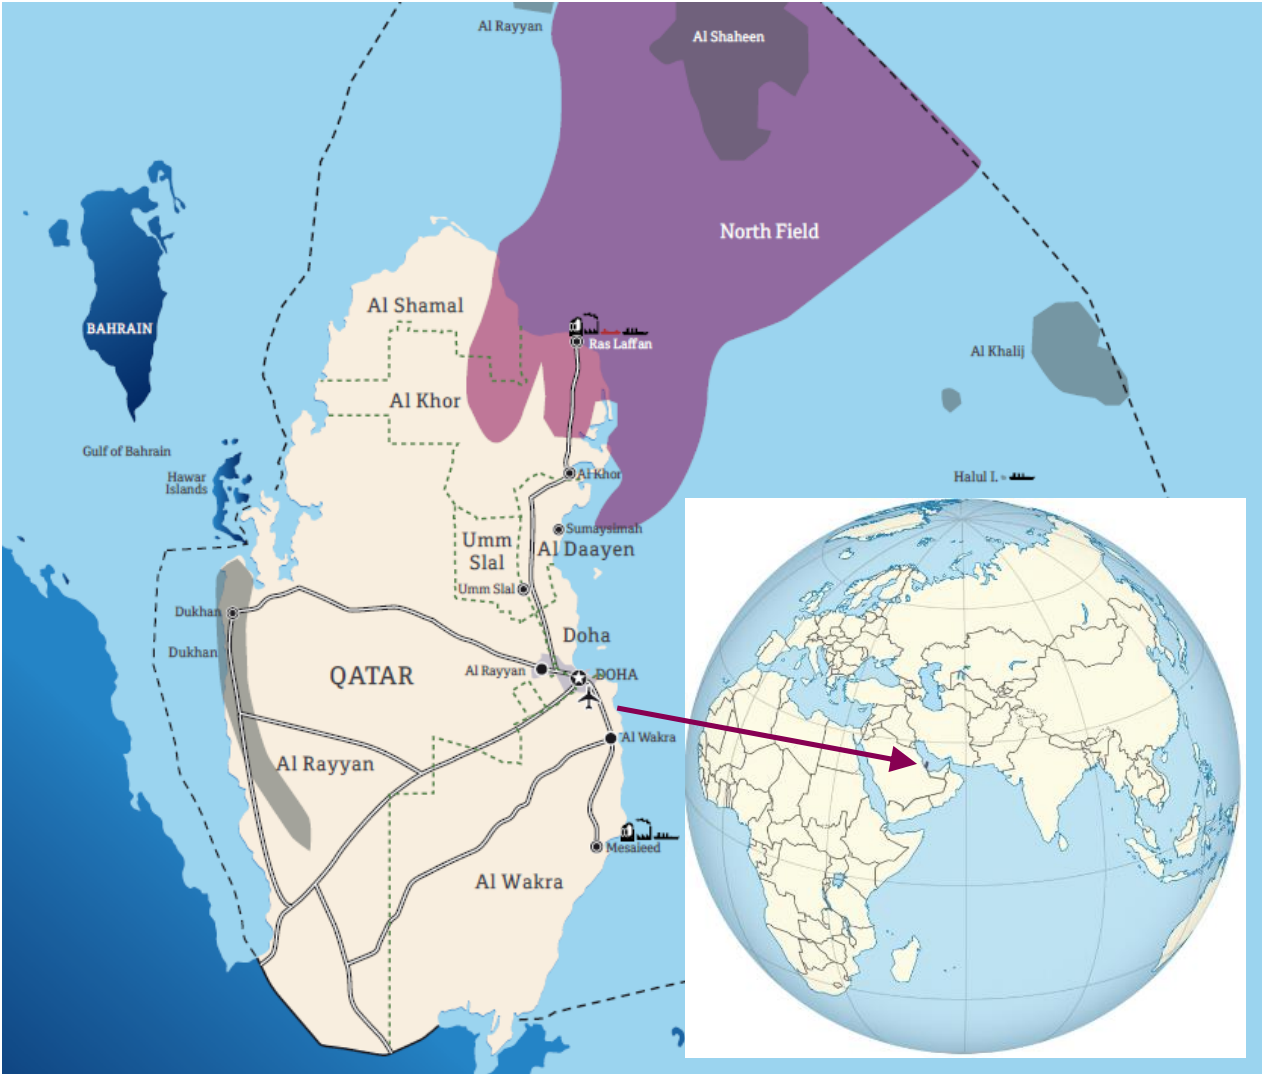 Al Rayyan
Al Shaheen
North Field
Al Shamal
BAHRAIN
Ras Laffan
Al Khalij
Al Khor
Gulf of Bahrain
Hawar
Islands
Al Khor
Halul I.
Sumaysimah
Umm
Slal
Al Daayen
Umm Slal
Dukhan
Doha
Dukhan
QATAR
Al Rayyan
DOHA
Al Wakra
Al Rayyan
Mesaieed
Al Wakra